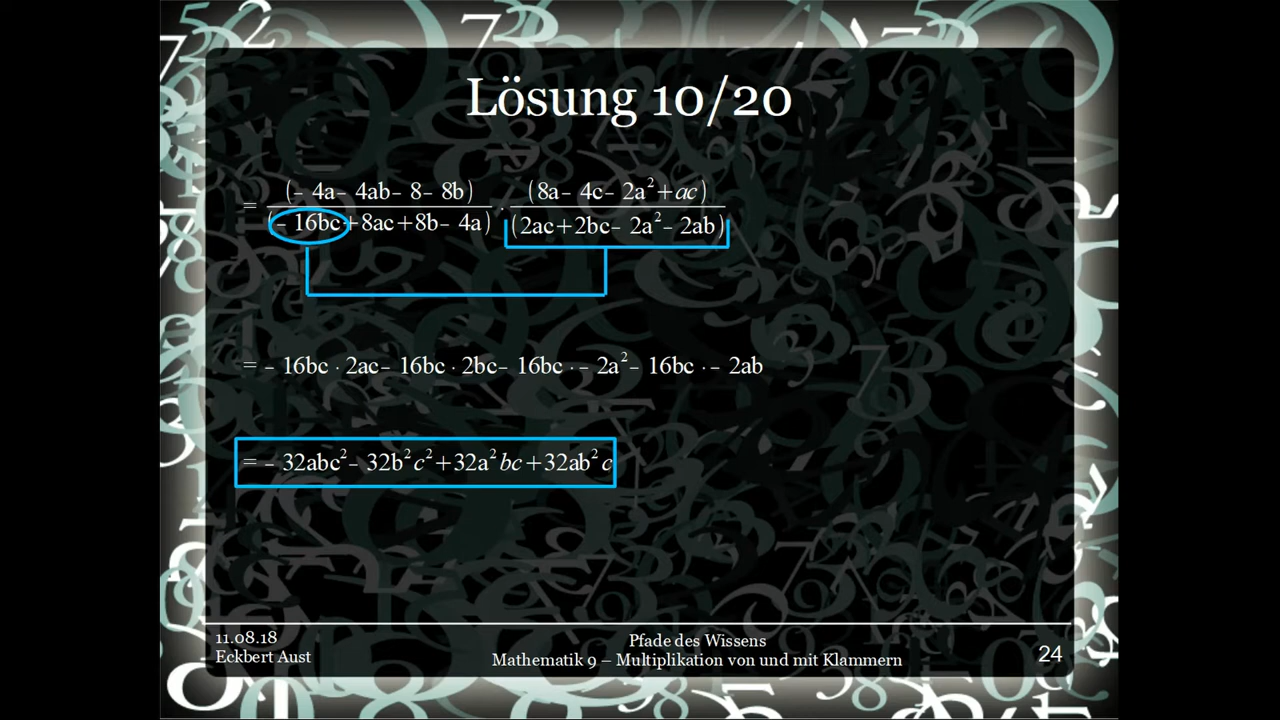 Lösung 10/20
= (– 4a– 4ab– 8– 8b) / (– 16bc+8ac+8b– 4a) · (8a– 4c– 2a²+ac) / (2ac+2bc– 2a²– 2ab)
= – 16bc · 2ac– 16bc · 2bc– 16bc · – 2a²– 16bc · – 2ab
= – 32abc²– 32b²c²+32a²bc+32ab²c
11.08.18
Eckbert Aust
Pfade des Wissens
Mathematik 9 – Multiplikation von und mit Klammern
24